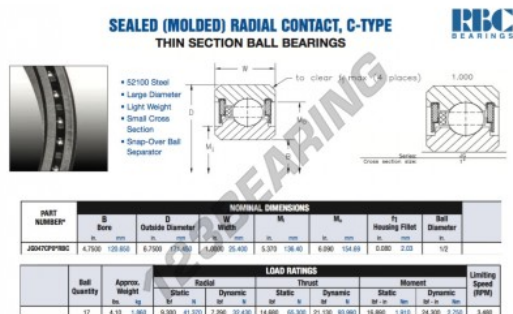 SEALED (MOLDED) RADIAL CONTACT, C-TYPE
THIN SECTION BALL BEARINGS
RBC
BEARINGS
• 52100 Steel
• Large Diameter
• Light Weight
• Small Cross
Section
• Snap-Over Ball
Separator
W
to clear f max (4 places)
1.000
D
B
Series:
Cross section: 1"
123BEARING
NOMINAL DIMENSIONS
PART NUMBER* B Bore D Outside Diameter W Width Housing Fillet Ball Diameter
in. mm in. mm in. mm in. mm in. mm in. mm in.
4.7500 120.650 6.7500 171.450 1.0000 25.400 5.370 136.40 6.090 154.69 0.080 2.03 1/2
LOAD RATINGS
Ball Quantity Approx. Weight Radial Thrust Moment Limiting Speed (RPM)
Static Dynamic Static Dynamic Static Dynamic
lbs. kg lbf N lbf N lbf N lbf N lbf - in N-m lbf - in N-m
17 4.10